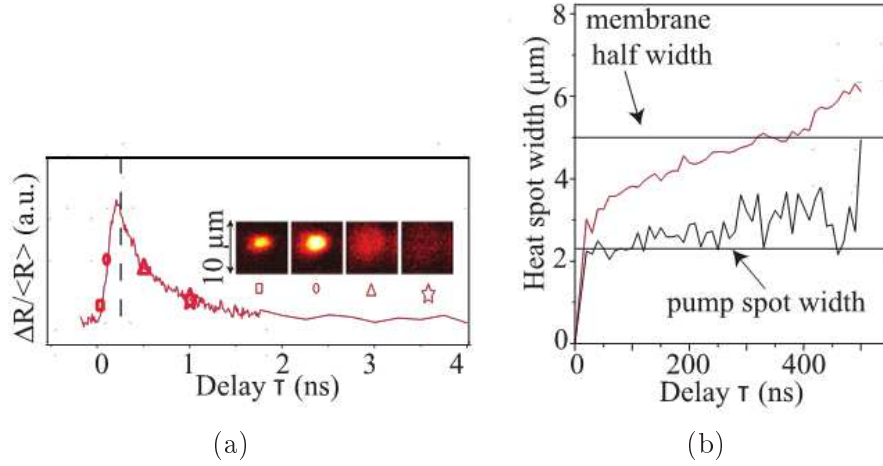 ΔR/<R> (a.u.)
10 μm
0 1 2 3 4
Delay τ (ns)
(a)
8
6
4
2
0
Heat spot width (μm)
membrane
half width
pump spot width
0 200 400
Delay τ (ns)
(b)